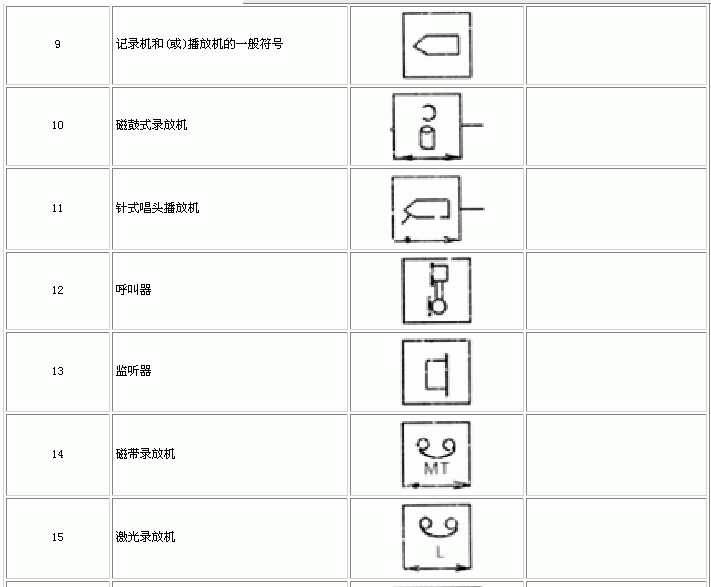 9 记录机和(或)播放机的一般符号
10 磁鼓式录放机
11 针式唱头播放机
12 呼叫器
13 监听器
14 磁带录放机
MT
15 激光录放机
L